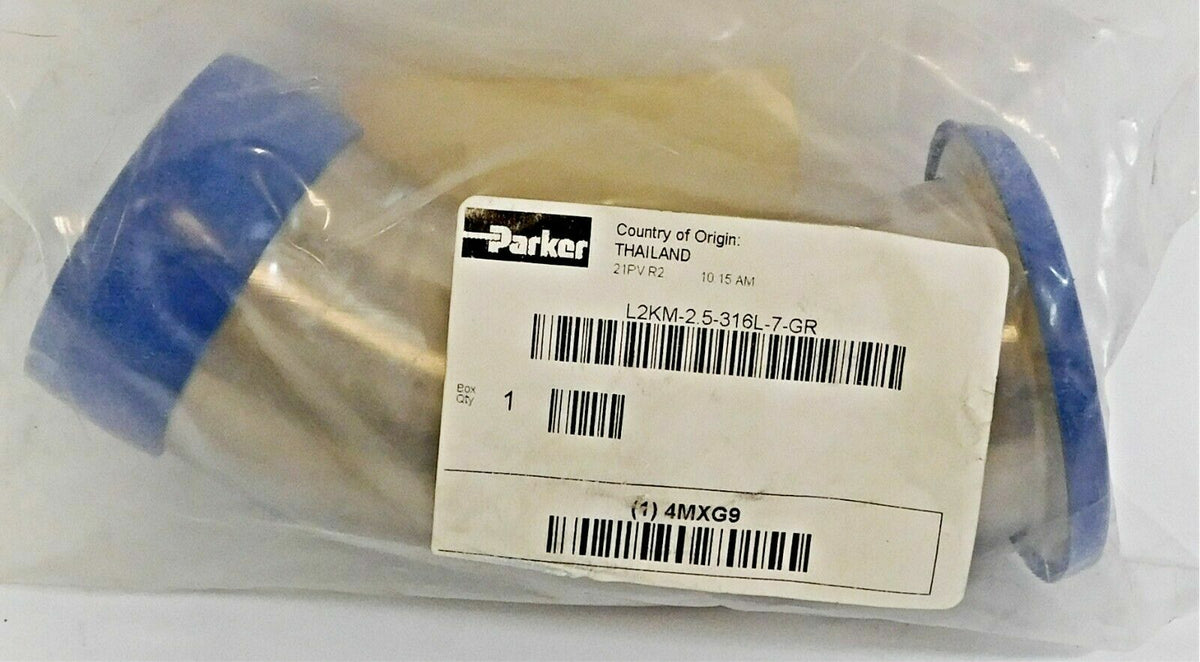 Parker
Country of Origin:
THAILAND
21PV R2 10:15 AM
L2KM-2.5-316L-7-GR
Box
Qty
1
(1) 4MXG9